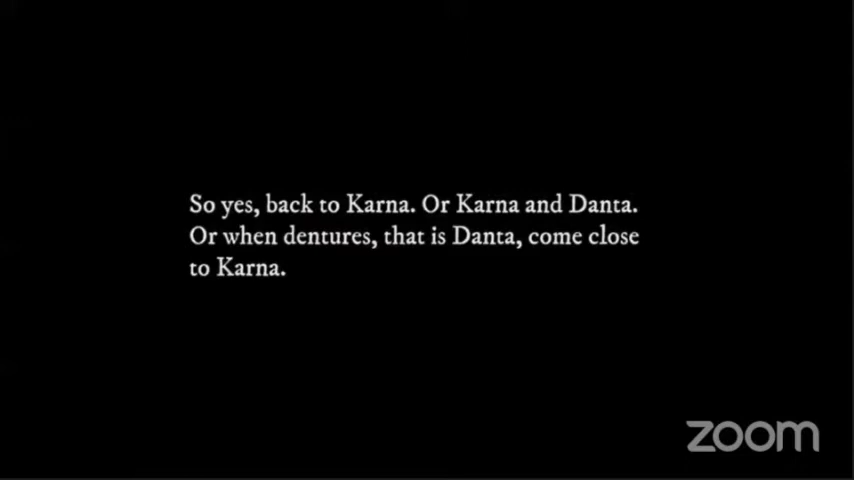 So yes, back to Karna. Or Karna and Danta.
Or when dentures, that is Danta, come close
to Karna.
zoom